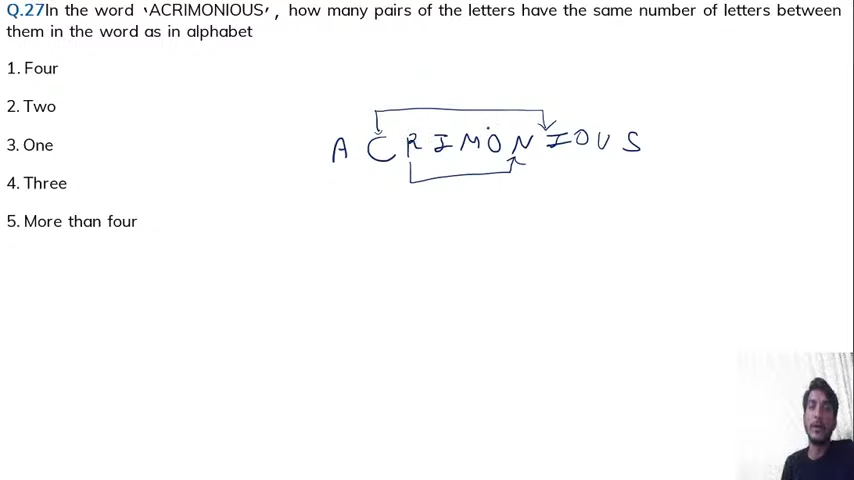 Q.27In the word 'ACRIMONIOUS', how many pairs of the letters have the same number of letters between
them in the word as in alphabet
1. Four
2. Two
3. One
4. Three
5. More than four
A C R I M O N I O U S